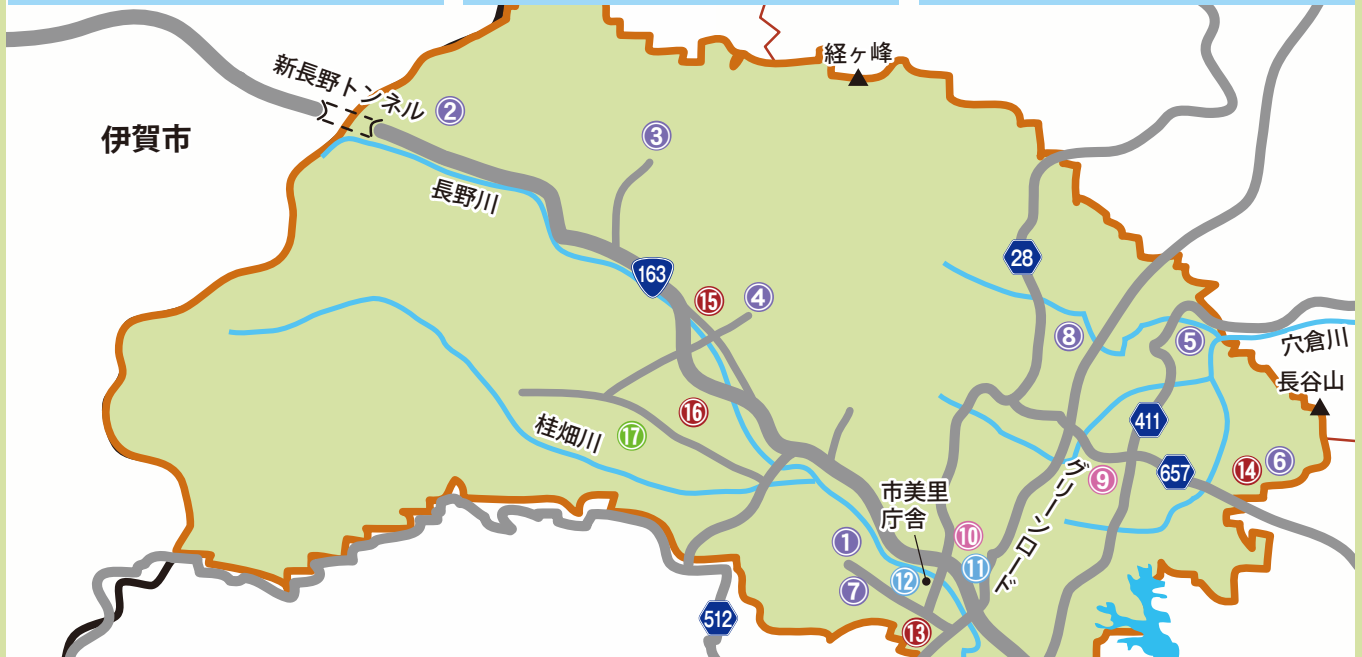 経ヶ峰
新長野トンネル
②
③
伊賀市
長野川
28
163
⑮
④
⑧
⑤
穴倉川
長谷山
⑯
411
桂畑川
⑰
657
⑭
⑥
グリーンロード
⑨
市美里
庁舎
①
⑩
⑪
⑫
⑦
512
⑬